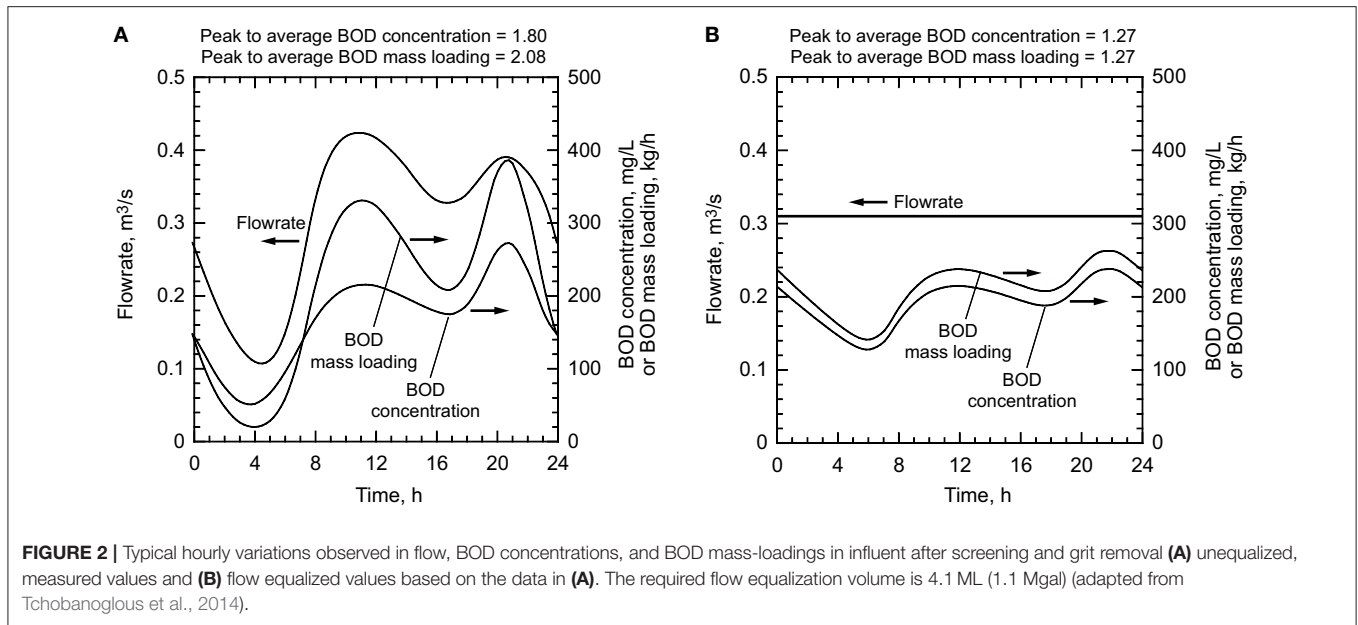 A
Peak to average BOD concentration = 1.80
Peak to average BOD mass loading = 2.08
0.5
0.4
0.3
0.2
0.1
0
Flowrate, m³/s
500
400
300
200
100
0
BOD concentration, mg/L
or BOD mass loading, kg/h
Flowrate
BOD
mass loading
BOD
concentration
0
4
8
12
16
20
24
Time, h
B
Peak to average BOD concentration = 1.27
Peak to average BOD mass loading = 1.27
0.5
0.4
0.3
0.2
0.1
0
Flowrate, m³/s
500
400
300
200
100
0
BOD concentration, mg/L
or BOD mass loading, kg/h
Flowrate
BOD
mass loading
BOD
concentration
0
4
8
12
16
20
24
Time, h
FIGURE 2 | Typical hourly variations observed in flow, BOD concentrations, and BOD mass-loadings in influent after screening and grit removal (A) unequalized,
measured values and (B) flow equalized values based on the data in (A). The required flow equalization volume is 4.1 ML (1.1 Mgal) (adapted from
Tchobanoglous et al., 2014).